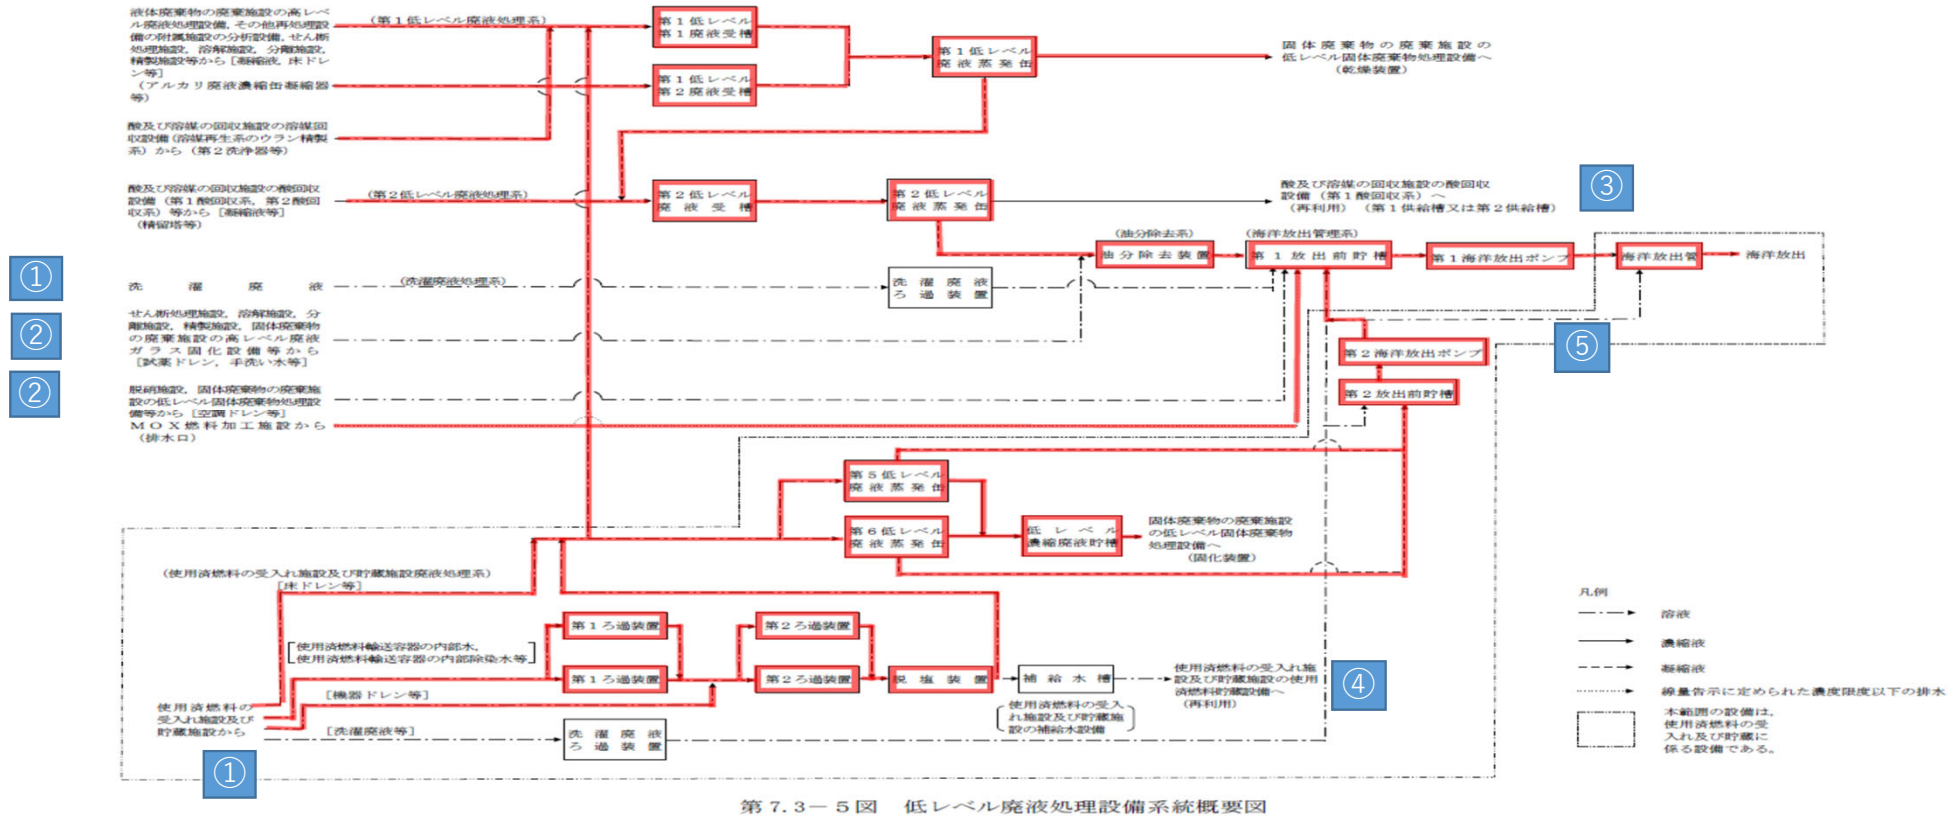 液体廃棄物の廃棄施設の高レベ
ル廃液処理設備，その他再処理設
備の附属施設の分析設備，せん断
処理施設，溶解施設，分離施設，
精製施設等から［凝縮液，床ドレ
ン等］
（アルカリ廃液濃縮缶凝縮器
等）
（第１低レベル廃液処理系）
第１低レベル
第１廃液受槽
第１低レベル
第２廃液受槽
第１低レベル
廃液蒸発缶
固体廃棄物の廃棄施設の
低レベル固体廃棄物処理設備へ
（乾燥装置）
酸及び溶媒の回収施設の溶媒回
収設備（溶媒再生系のウラン精製
系）から（第２洗浄器等）
酸及び溶媒の回収施設の酸回収
設備（第１酸回収系，第２酸回
収系）等から［凝縮液等］
（精留塔等）
（第２低レベル廃液処理系）
第２低レベル
廃液受槽
第２低レベル
廃液蒸発缶
酸及び溶媒の回収施設の酸回収
設備（第１酸回収系）へ
（再利用）（第１供給槽又は第２供給槽）
③
（油分除去系）
油分除去装置
（海洋放出管理系）
第１放出前貯槽
第１海洋放出ポンプ
海洋放出管
海洋放出
①
洗濯廃液
（洗濯廃液処理系）
洗濯廃液
ろ過装置
②
せん断処理施設，溶解施設，分
離施設，精製施設，固体廃棄物
の廃棄施設の高レベル廃液
ガラス固化設備等から
［試薬ドレン，手洗い水等］
⑤
第２海洋放出ポンプ
第２放出前貯槽
②
脱硝施設，固体廃棄物の廃棄施
設の低レベル固体廃棄物処理設
備等から［空調ドレン等］
ＭＯＸ燃料加工施設から
（排水口）
第５低レベル
廃液蒸発缶
第６低レベル
廃液蒸発缶
低レベル
濃縮廃液貯槽
固体廃棄物の廃棄施設
の低レベル固体廃棄物
処理設備へ
（固化装置）
（使用済燃料の受入れ施設及び貯蔵施設廃液処理系）
［床ドレン等］
第１ろ過装置
第２ろ過装置
使用済燃料輸送容器の内部水，
使用済燃料輸送容器の内部除染水等
第１ろ過装置
第２ろ過装置
脱塩装置
補給水槽
使用済燃料の受入れ施
設及び貯蔵施設の使用
済燃料貯蔵設備へ
（再利用）
④
［機器ドレン等］
使用済燃料の受入
れ施設及び貯蔵施
設の補給水設備
使用済燃料の
受入れ施設及び
貯蔵施設から
［洗濯廃液等］
洗濯廃液
ろ過装置
①
凡例
溶液
濃縮液
凝縮液
線量告示に定められた濃度限度以下の排水
本範囲の設備は，
使用済燃料の受
入れ及び貯蔵に
係る設備である。
第７.３－５図　低レベル廃液処理設備系統概要図